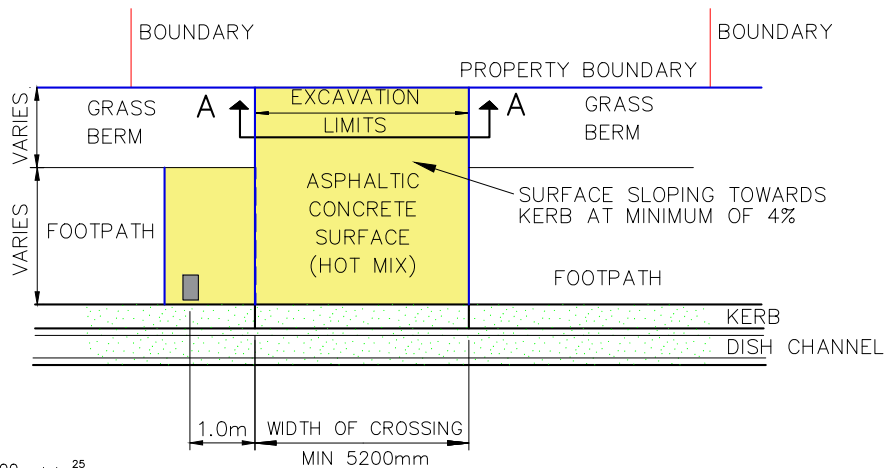 BOUNDARY
BOUNDARY
PROPERTY BOUNDARY
A
EXCAVATION
LIMITS
A
GRASS
BERM
GRASS
BERM
VARIES
ASPHALTIC
CONCRETE
SURFACE
(HOT MIX)
SURFACE SLOPING TOWARDS
KERB AT MINIMUM OF 4%
VARIES
FOOTPATH
FOOTPATH
KERB
DISH CHANNEL
1.0m
WIDTH OF CROSSING
MIN 5200mm
25